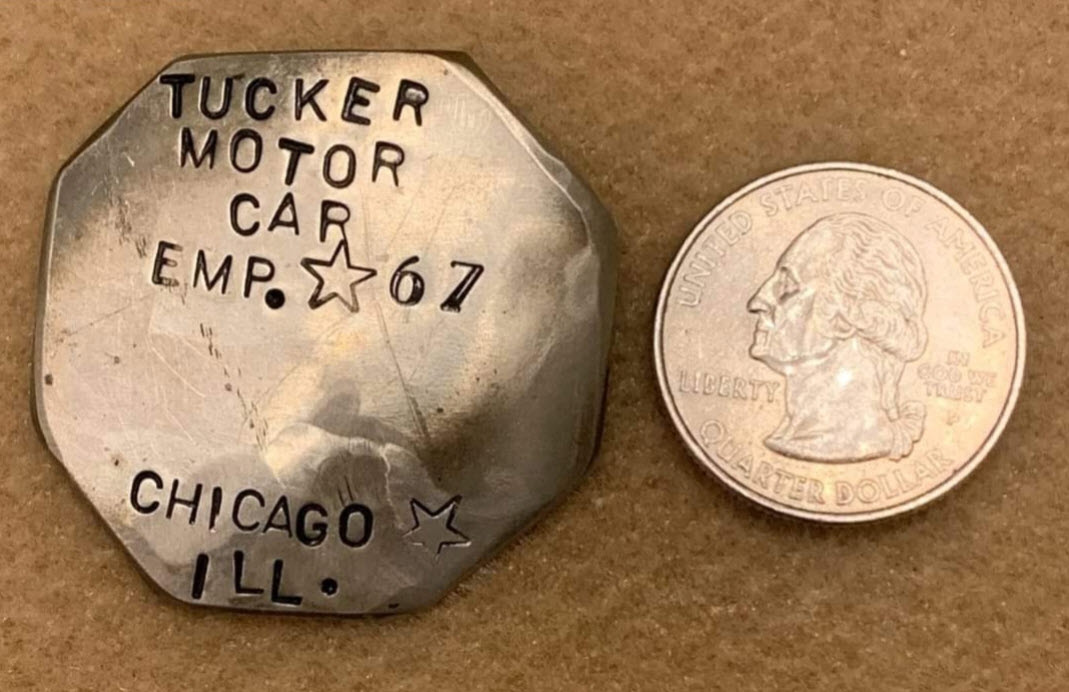 TUCKER
MOTOR
CAR
EMP. ☆ 67
CHICAGO ☆
ILL.
UNITED STATES OF AMERICA
LIBERTY
IN
GOD WE
TRUST
P
QUARTER DOLLAR